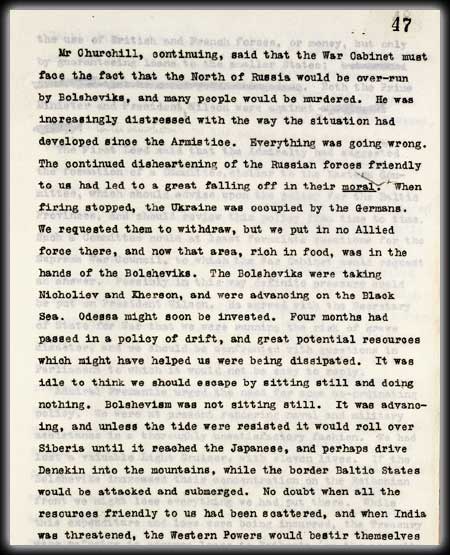 47
Mr Churchill, continuing, said that the War Cabinet must
face the fact that the North of Russia would be over-run
by Bolsheviks, and many people would be murdered. He was
increasingly distressed with the way the situation had
developed since the Armistice. Everything was going wrong.
The continued disheartening of the Russian forces friendly
to us had led to a great falling off in their moral. When
firing stopped, the Ukraine was occupied by the Germans.
We requested them to withdraw, but we put in no Allied
force there, and now that area, rich in food, was in the
hands of the Bolsheviks. The Bolsheviks were taking
Nicholiev and Kherson, and were advancing on the Black
Sea. Odessa might soon be invested. Four months had
passed in a policy of drift, and great potential resources
which might have helped us were being dissipated. It was
idle to think we should escape by sitting still and doing
nothing. Bolshevism was not sitting still. It was advanc-
ing, and unless the tide were resisted it would roll over
Siberia until it reached the Japanese, and perhaps drive
Denekin into the mountains, while the border Baltic States
would be attacked and submerged. No doubt when all the
resources friendly to us had been scattered, and when India
was threatened, the Western Powers would bestir themselves